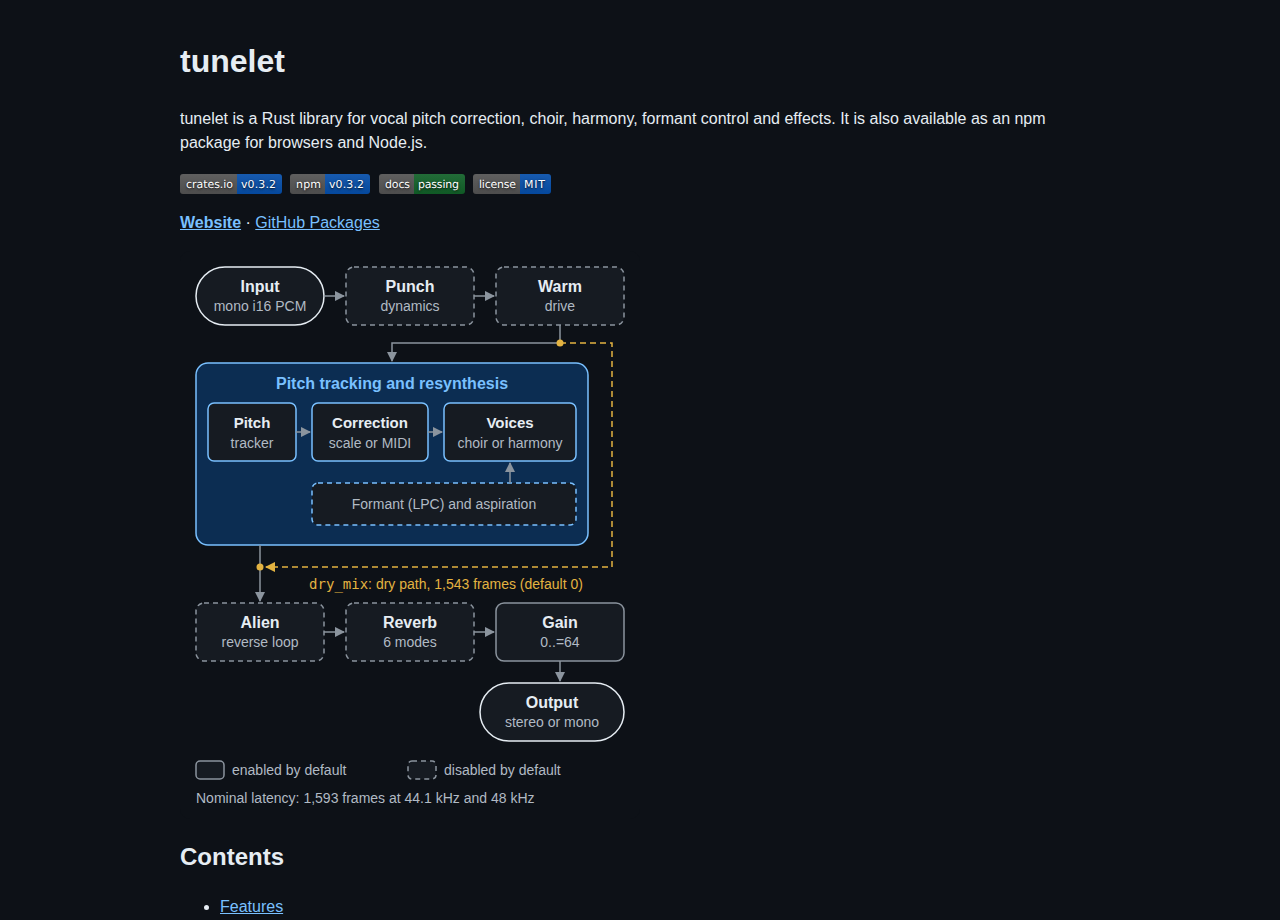 tunelet
tunelet is a Rust library for vocal pitch correction, choir, harmony, formant control and effects. It is also available as an npm
package for browsers and Node.js.
crates.io v0.3.2 npm v0.3.2 docs passing license MIT
Website · GitHub Packages
Input
mono i16 PCM
Punch
dynamics
Warm
drive
Pitch tracking and resynthesis
Pitch
tracker
Correction
scale or MIDI
Voices
choir or harmony
Formant (LPC) and aspiration
dry_mix: dry path, 1,543 frames (default 0)
Alien
reverse loop
Reverb
6 modes
Gain
0..=64
Output
stereo or mono
enabled by default
disabled by default
Nominal latency: 1,593 frames at 44.1 kHz and 48 kHz
Contents
• Features